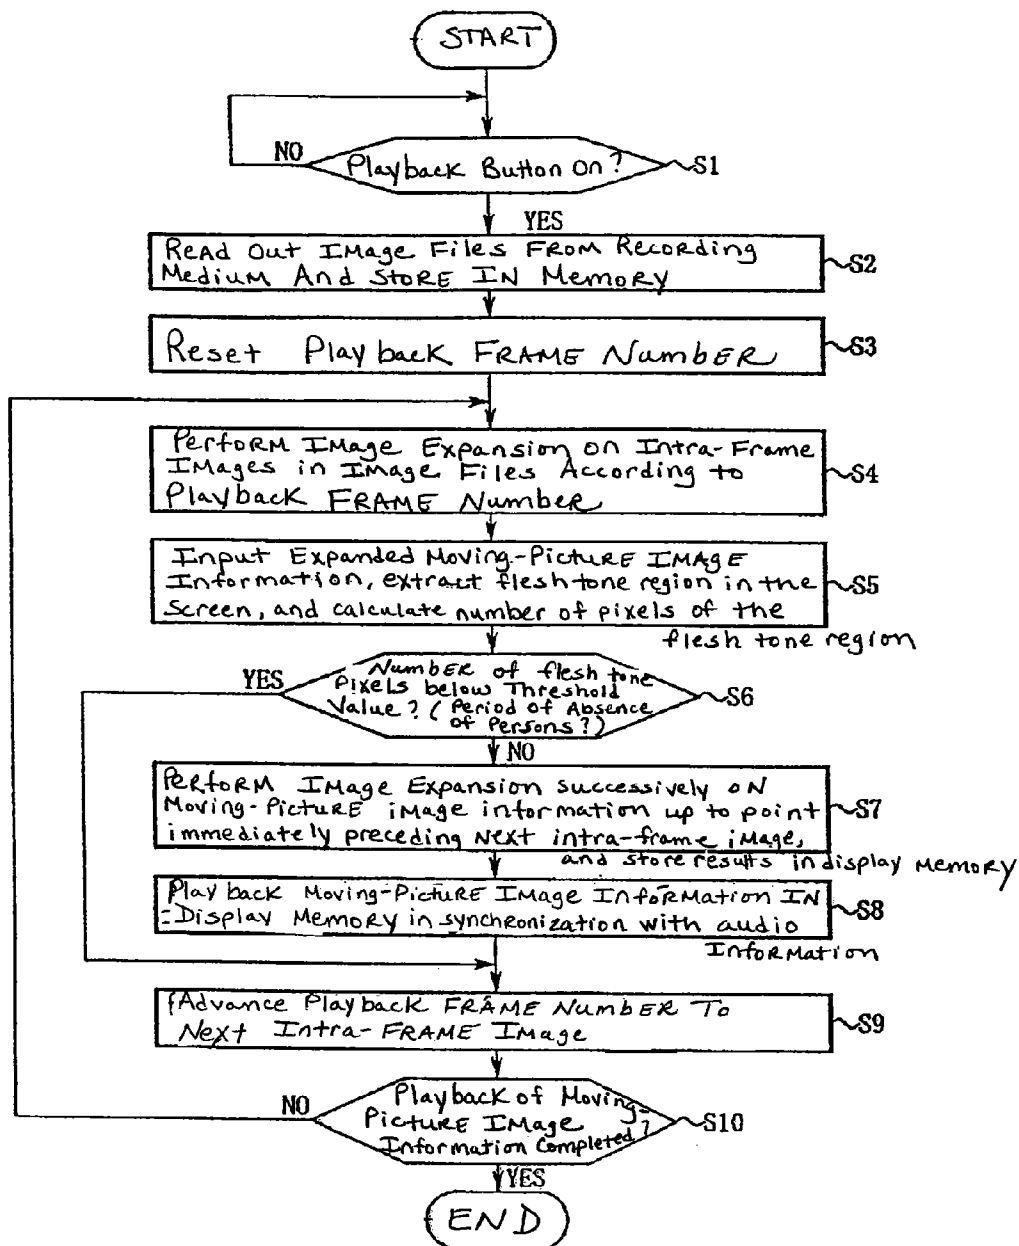 START
NO
Playback Button On?
S1
YES
Read Out Image Files From Recording
Medium And Store In Memory
S2
Reset Playback Frame Number
S3
Perform Image Expansion on Intra-Frame
Images in Image Files According to
Playback Frame Number
S4
Input Expanded Moving-Picture Image
Information, extract flesh tone region in the
screen, and calculate number of pixels of the
flesh tone region
S5
YES
Number of flesh tone
Pixels below Threshold
Value? (Period of Absence
of Persons?)
S6
NO
Perform Image Expansion successively on
Moving-Picture image information up to point
immediately preceding next intra-frame image,
and store results in display memory
S7
Playback Moving-Picture Image Information In
Display Memory in synchronization with audio
Information
S8
Advance Playback Frame Number To
Next Intra-Frame Image
S9
NO
Playback of Moving-
Picture Image
Information Completed?
S10
YES
END